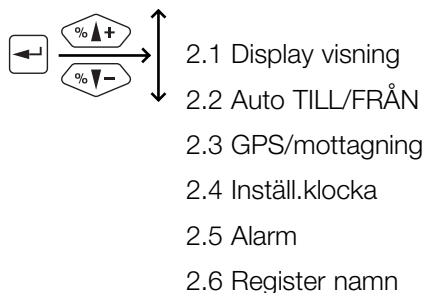 %+
%-
2.1 Display visning
2.2 Auto TILL/FRÅN
2.3 GPS/mottagning
2.4 Inställ.klocka
2.5 Alarm
2.6 Register namn